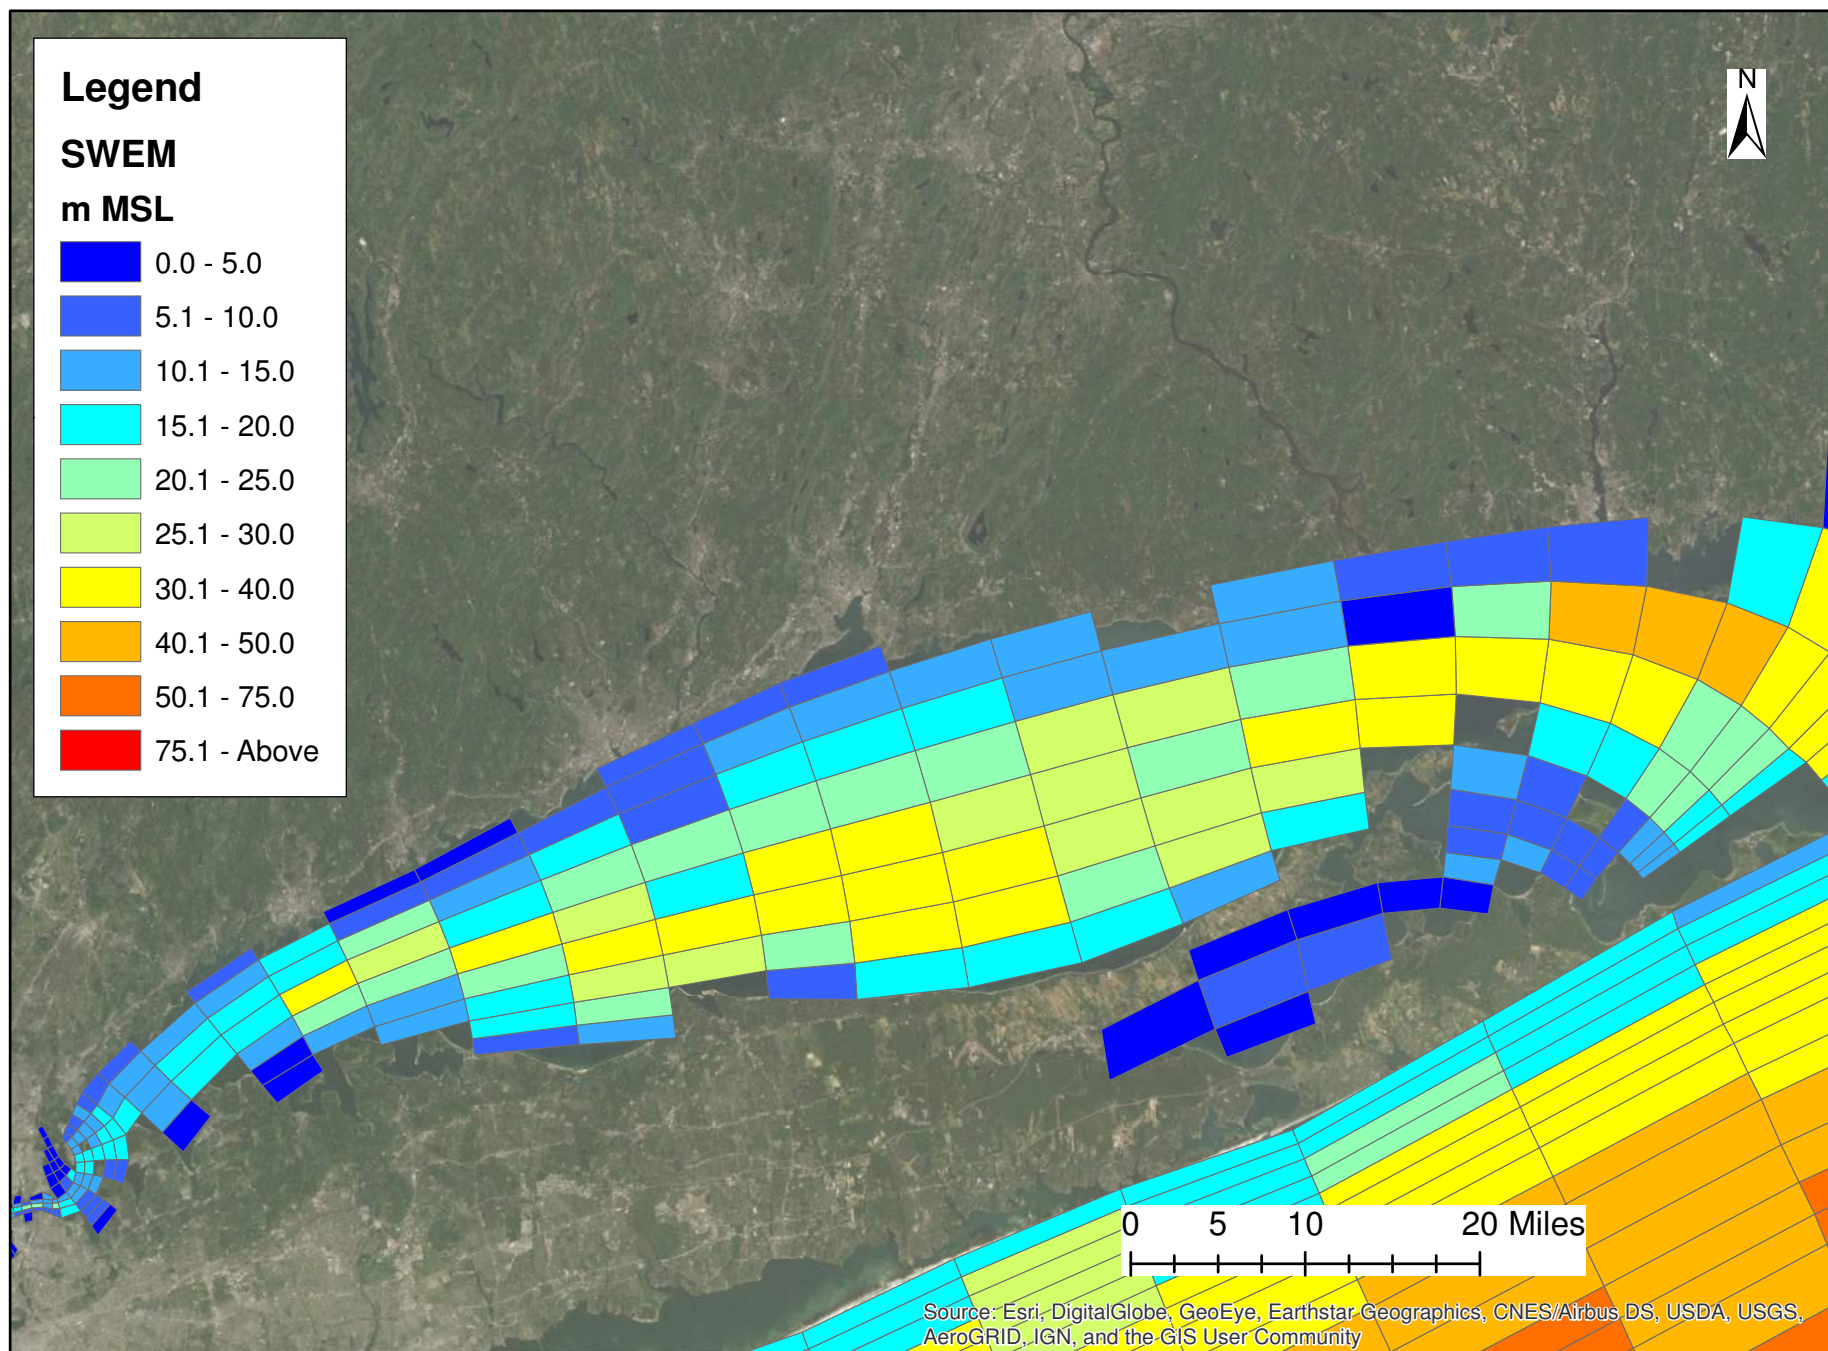 Legend
SWEM
m MSL
0.0 - 5.0
5.1 - 10.0
10.1 - 15.0
15.1 - 20.0
20.1 - 25.0
25.1 - 30.0
30.1 - 40.0
40.1 - 50.0
50.1 - 75.0
75.1 - Above
N
0 5 10 20 Miles
Source: Esri, DigitalGlobe, GeoEye, Earthstar Geographics, CNES/Airbus DS, USDA, USGS,
AeroGRID, IGN, and the GIS User Community